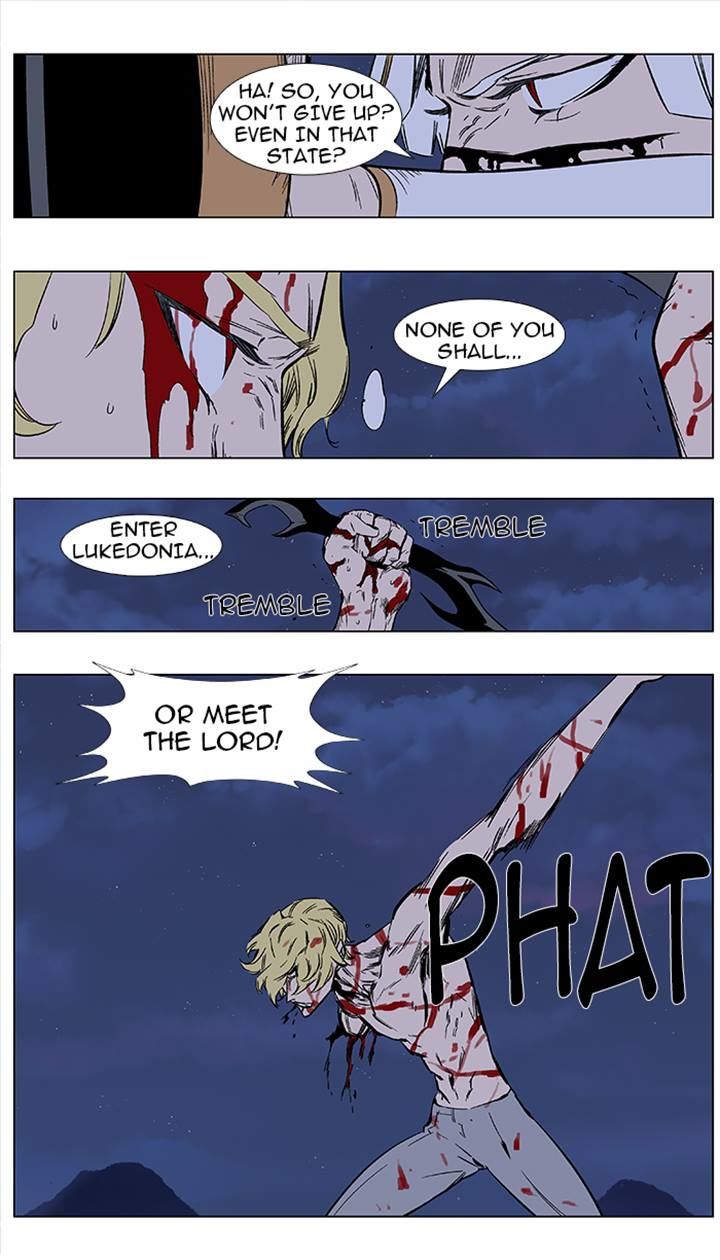 HA! SO, YOU
WON'T GIVE UP?
EVEN IN THAT
STATE?
NONE OF YOU
SHALL...
ENTER
LUKEDONIA...
TREMBLE
TREMBLE
OR MEET
THE LORD!
PHAT